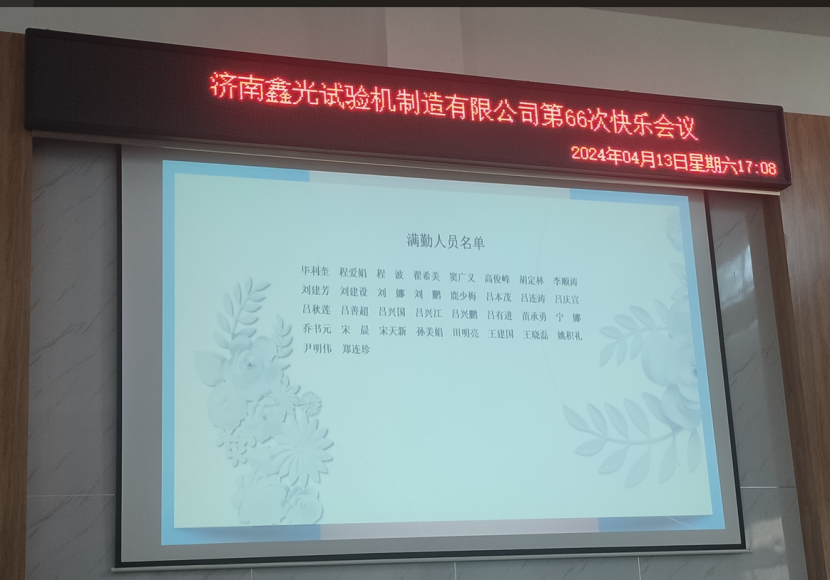 济南鑫光试验机制造有限公司第66次快乐会议
2024年04月13日星期六17:08
满勤人员名单
毕利奎 程爱娟 程 波 翟希美 窦广义 高俊峰 胡定林 李顺涛
刘建芳 刘建设 刘 娜 刘 鹏 鹿少梅 吕本茂 吕连涛 吕庆宣
吕秋莲 吕善超 吕兴国 吕兴江 吕兴鹏 吕有进 苗承勇 宁 娜
乔书元 宋 晨 宋天新 孙美娟 田明亮 王建国 王晓磊 姚积礼
尹明伟 郑连珍